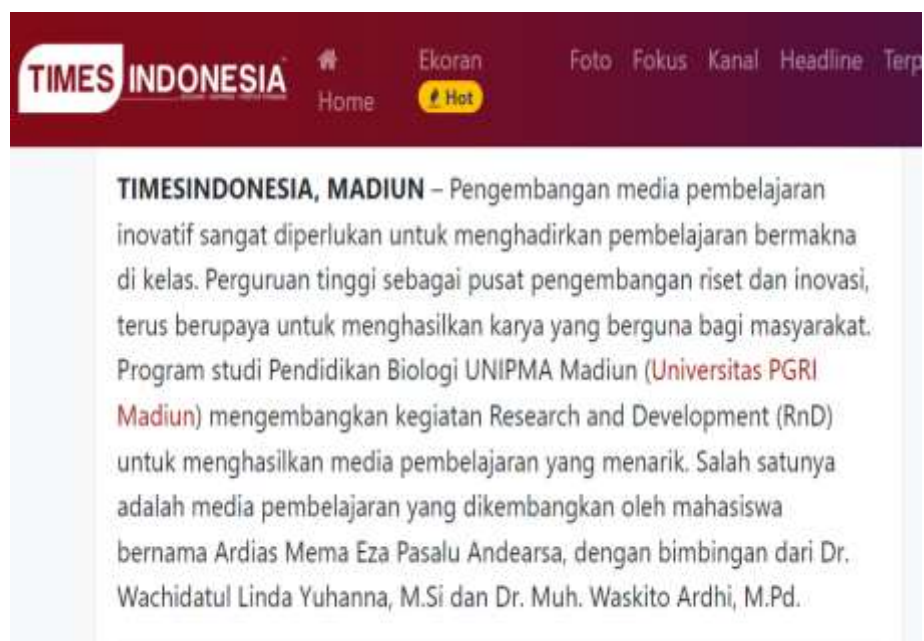 TIMES INDONESIA
Home
Ekoran
Hot
Foto Fokus Kanal Headline Terp
TIMESINDONESIA, MADIUN – Pengembangan media pembelajaran
inovatif sangat diperlukan untuk menghadirkan pembelajaran bermakna
di kelas. Perguruan tinggi sebagai pusat pengembangan riset dan inovasi,
terus berupaya untuk menghasilkan karya yang berguna bagi masyarakat.
Program studi Pendidikan Biologi UNIPMA Madiun (Universitas PGRI
Madiun) mengembangkan kegiatan Research and Development (RnD)
untuk menghasilkan media pembelajaran yang menarik. Salah satunya
adalah media pembelajaran yang dikembangkan oleh mahasiswa
bernama Ardias Mema Eza Pasalu Andearsa, dengan bimbingan dari Dr.
Wachidatul Linda Yuhanna, M.Si dan Dr. Muh. Waskito Ardhi, M.Pd.